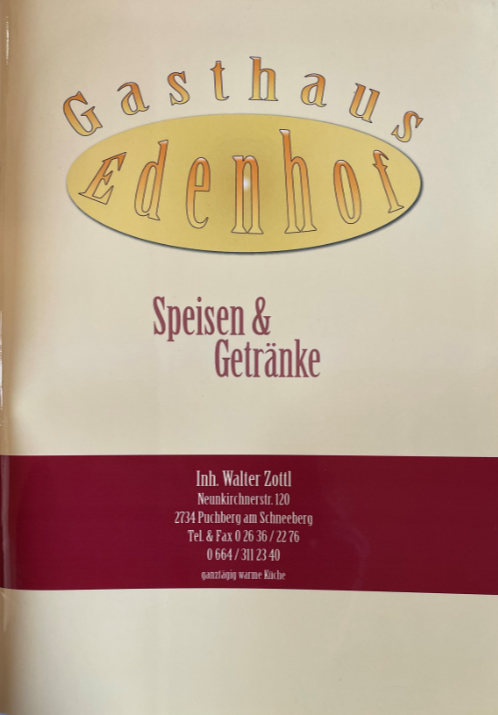 Gasthaus
Edenhof
Speisen &
Getränke
Inh. Walter Zottl
Neunkirchnerstr. 120
2734 Puchberg am Schneeberg
Tel. & Fax 0 26 36 / 22 76
0 664 / 311 23 40
ganztägig warme Küche